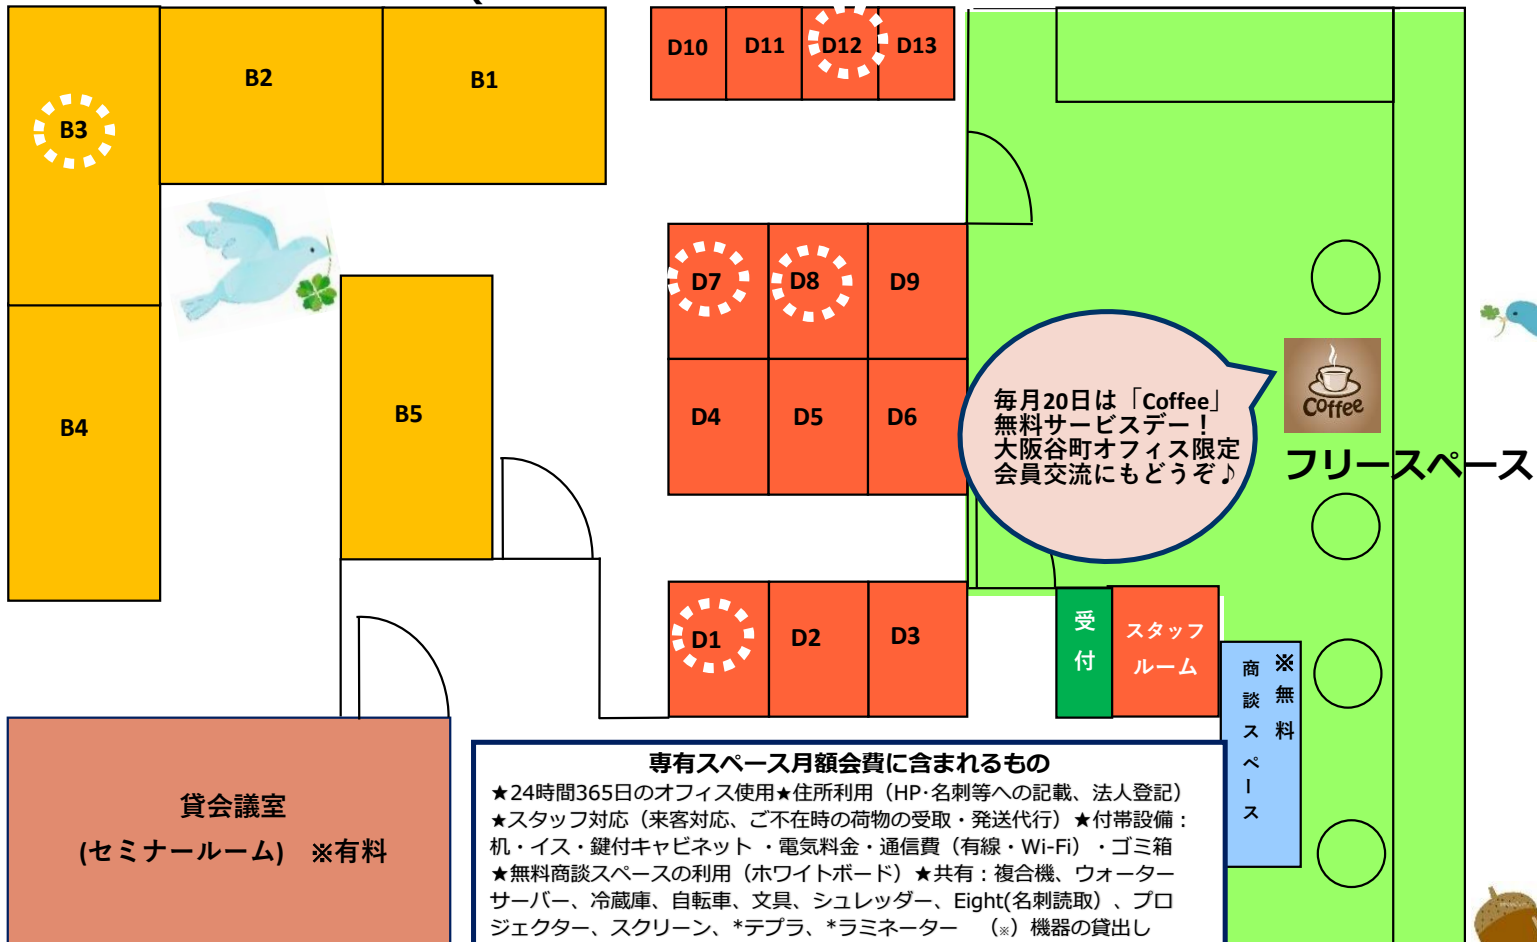 D10 D11 D12 D13
B2
B1
B3
D7 D8 D9
毎月20日は「Coffee」
無料サービスデー！
大阪谷町オフィス限定
会員交流にもどうぞ♪
Coffee
フリースペース
B4
B5
D4 D5 D6
D1 D2 D3
受付
スタッフ
ルーム
※無料
商談スペース
貸会議室
(セミナールーム) ※有料
専有スペース月額会費に含まれるもの
★24時間365日のオフィス使用★住所利用（HP･名刺等への記載、法人登記）
★スタッフ対応（来客対応、ご不在時の荷物の受取・発送代行）★付帯設備：
机・イス・鍵付キャビネット ・電気料金・通信費（有線・Wi-Fi）・ゴミ箱
★無料商談スペースの利用（ホワイトボード）★共有：複合機、ウォーター
サーバー、冷蔵庫、自転車、文具、シュレッダー、Eight(名刺読取）、プロ
ジェクター、スクリーン、*テプラ、*ラミネーター （※）機器の貸出し